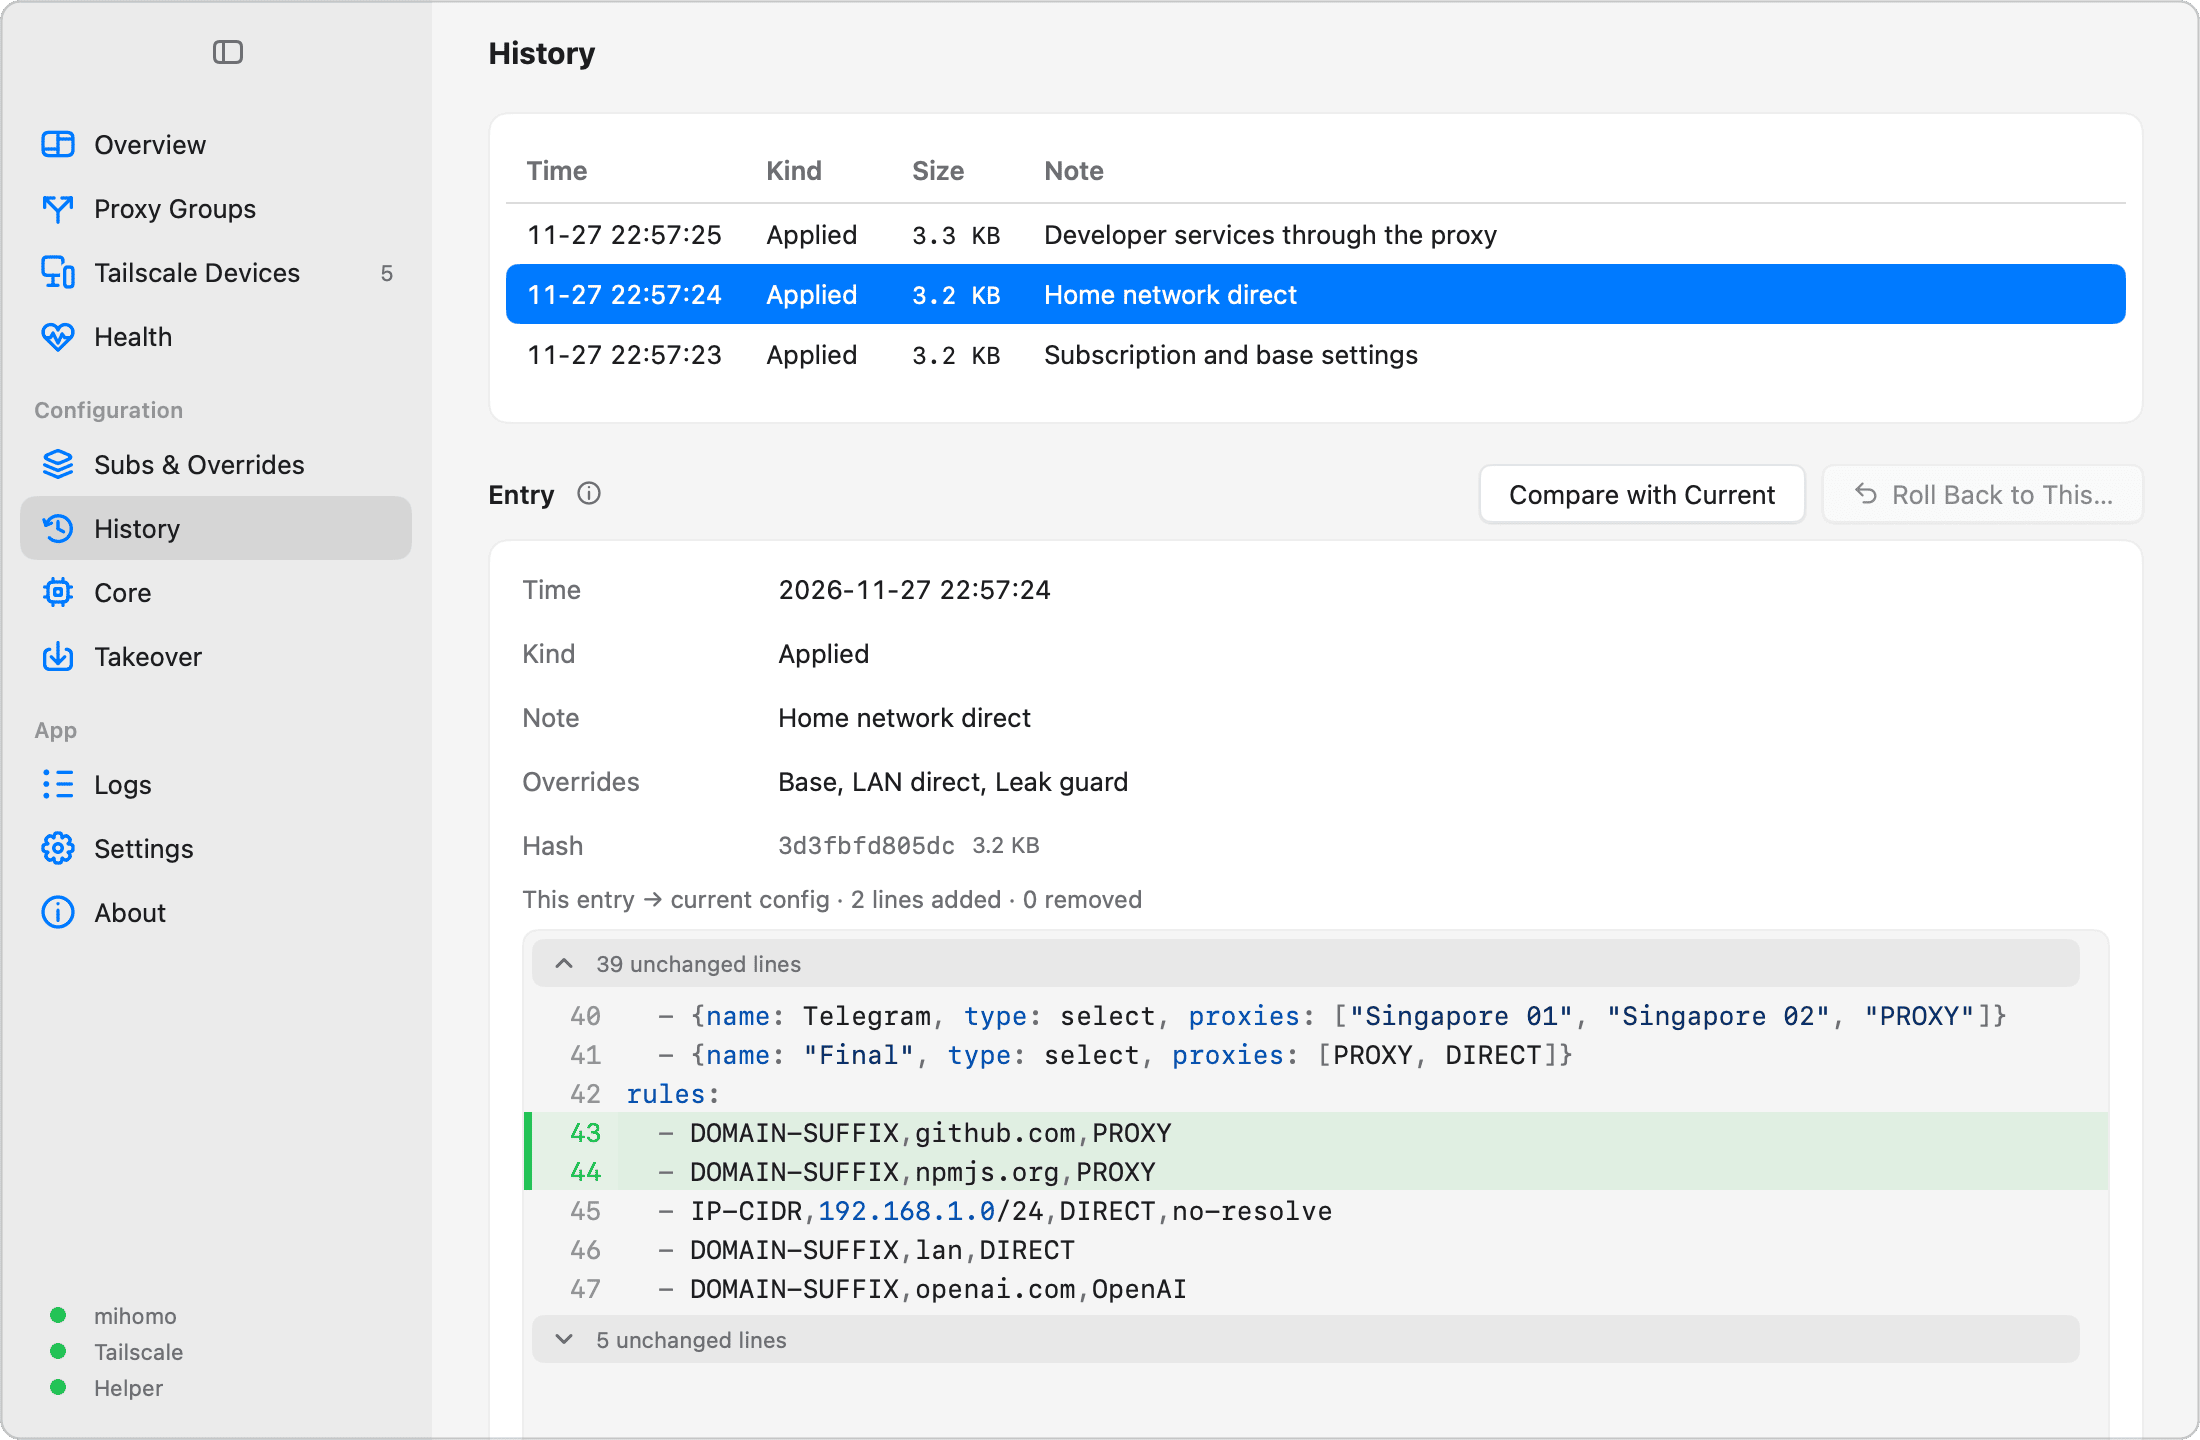 History
Overview
Proxy Groups
Tailscale Devices 5
Health
Configuration
Subs & Overrides
History
Core
Takeover
App
Logs
Settings
About
mihomo
Tailscale
Helper
Time Kind Size Note
11-27 22:57:25 Applied 3.3 KB Developer services through the proxy
11-27 22:57:24 Applied 3.2 KB Home network direct
11-27 22:57:23 Applied 3.2 KB Subscription and base settings
Entry Compare with Current Roll Back to This...
Time 2026-11-27 22:57:24
Kind Applied
Note Home network direct
Overrides Base, LAN direct, Leak guard
Hash 3d3fbfd805dc 3.2 KB
This entry → current config · 2 lines added · 0 removed
39 unchanged lines
40 - {name: Telegram, type: select, proxies: ["Singapore 01", "Singapore 02", "PROXY"]}
41 - {name: "Final", type: select, proxies: [PROXY, DIRECT]}
42 rules:
43 - DOMAIN-SUFFIX,github.com,PROXY
44 - DOMAIN-SUFFIX,npmjs.org,PROXY
45 - IP-CIDR,192.168.1.0/24,DIRECT,no-resolve
46 - DOMAIN-SUFFIX,lan,DIRECT
47 - DOMAIN-SUFFIX,openai.com,OpenAI
5 unchanged lines